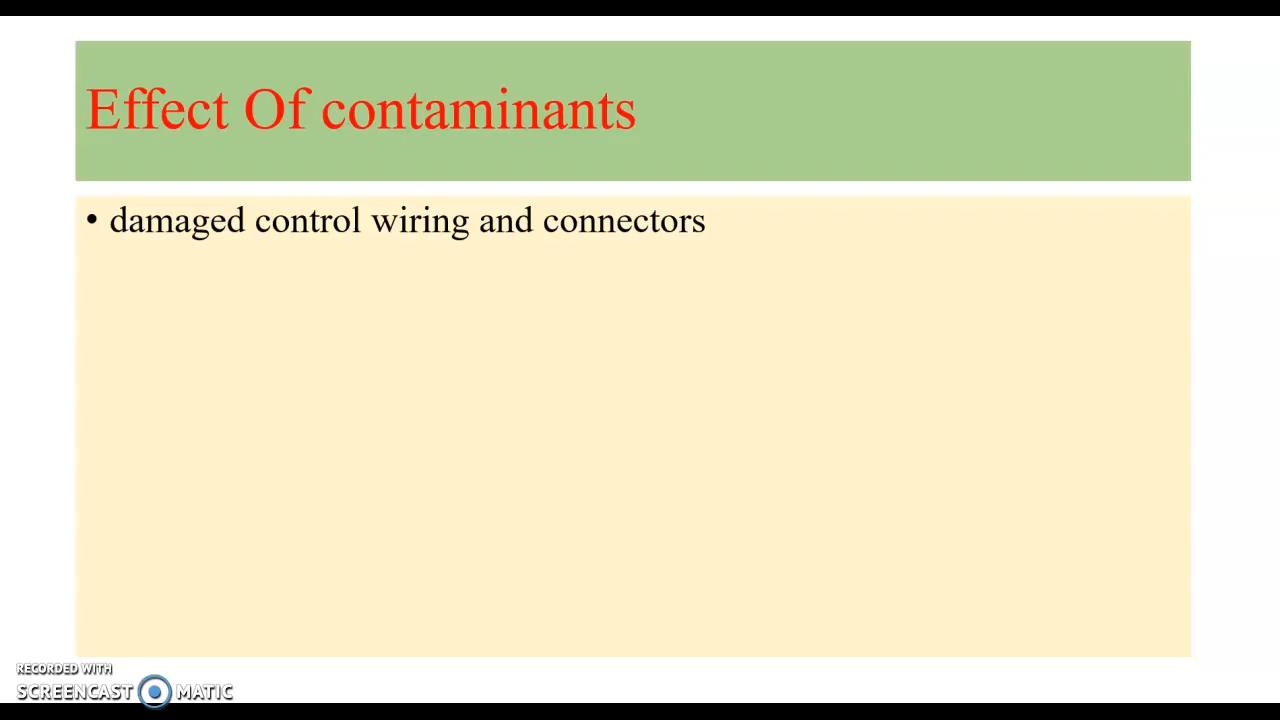 Effect Of contaminants
• damaged control wiring and connectors
RECORDED WITH
SCREENCAST MATIC